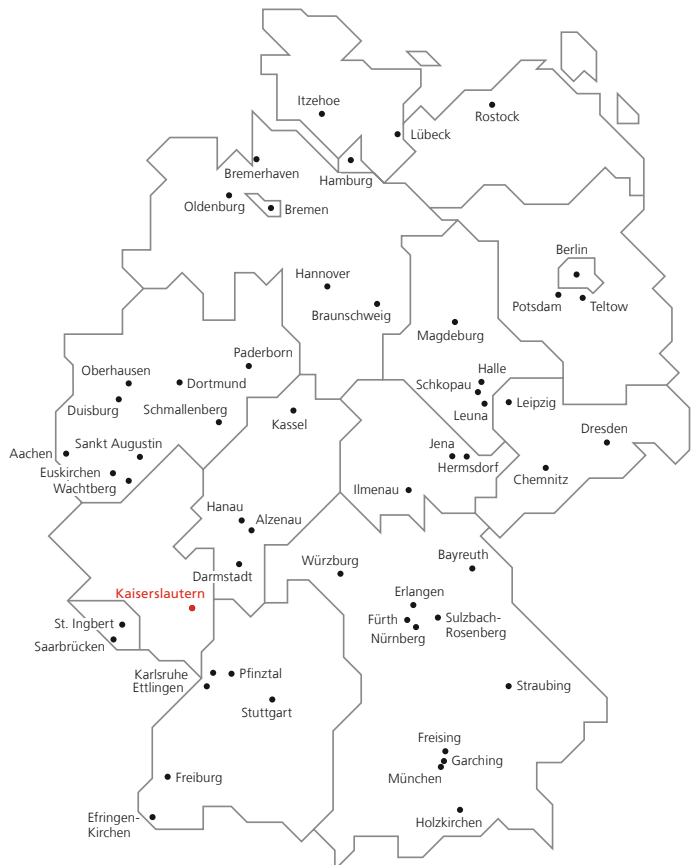 Itzehoe
Rostock
Lübeck
Bremerhaven
Hamburg
Oldenburg
Bremen
Berlin
Hannover
Potsdam
Teltow
Braunschweig
Magdeburg
Paderborn
Oberhausen
Halle
Dortmund
Schkopau
Duisburg
Schmallenberg
Leuna
Leipzig
Kassel
Dresden
Sankt Augustin
Jena
Aachen
Hermsdorf
Euskirchen
Chemnitz
Wachtberg
Ilmenau
Hanau
Alzenau
Bayreuth
Würzburg
Darmstadt
Kaiserslautern
Erlangen
St. Ingbert
Fürth
Sulzbach-
Rosenberg
Nürnberg
Saarbrücken
Karlsruhe
Pfinztal
Ettlingen
Straubing
Stuttgart
Freising
Garching
Freiburg
München
Efringen-
Kirchen
Holzkirchen